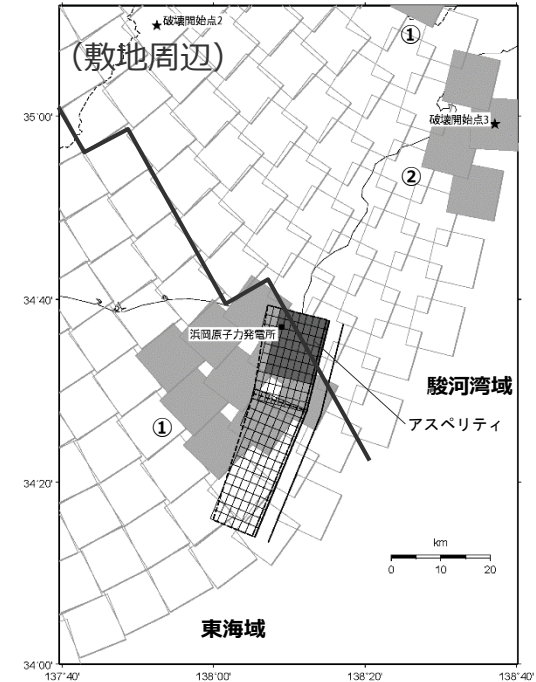 破壊開始点2
(敷地周辺)
①
35°00'
破壊開始点3
②
34°40'
浜岡原子力発電所
駿河湾域
アスペリティ
①
34°20'
km
0 10 20
東海域
34°00'
137°40' 138°00' 138°20' 138°40'